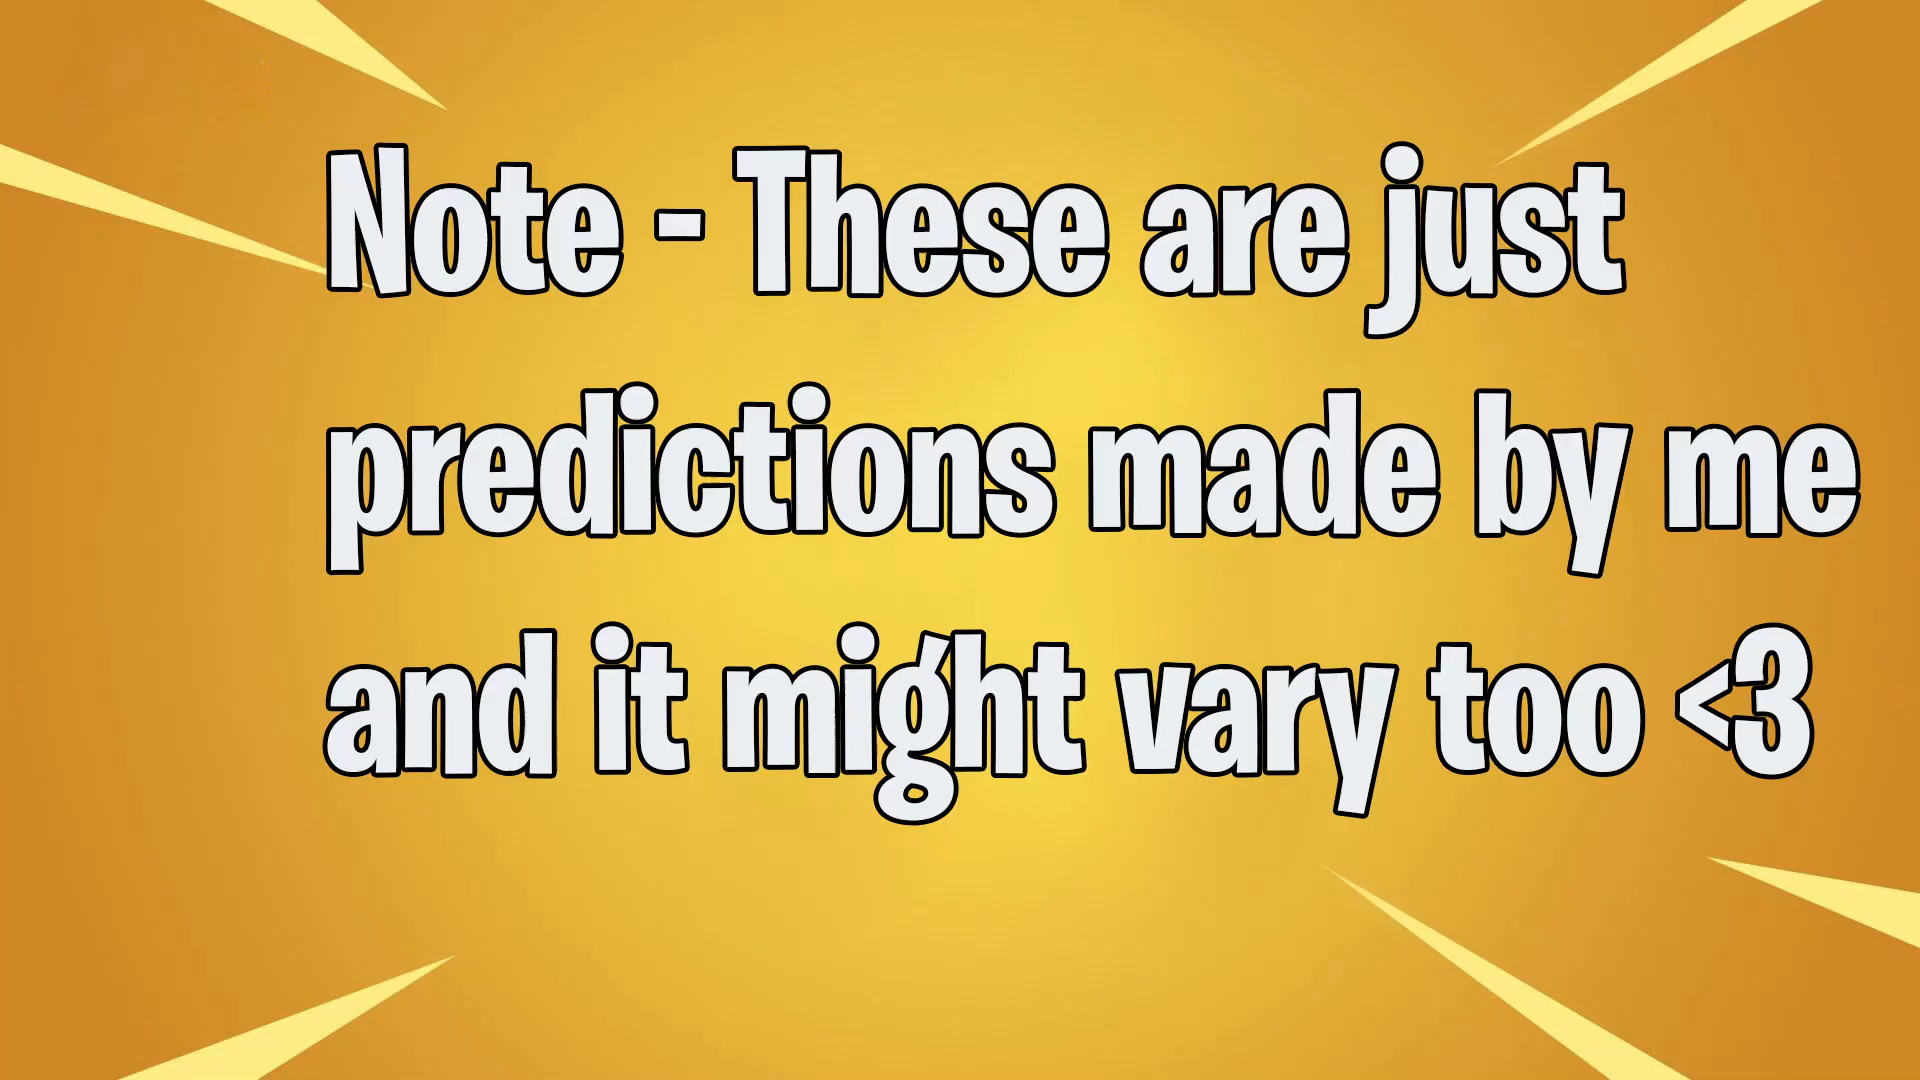 Note - These are just
predictions made by me
and it might vary too <3